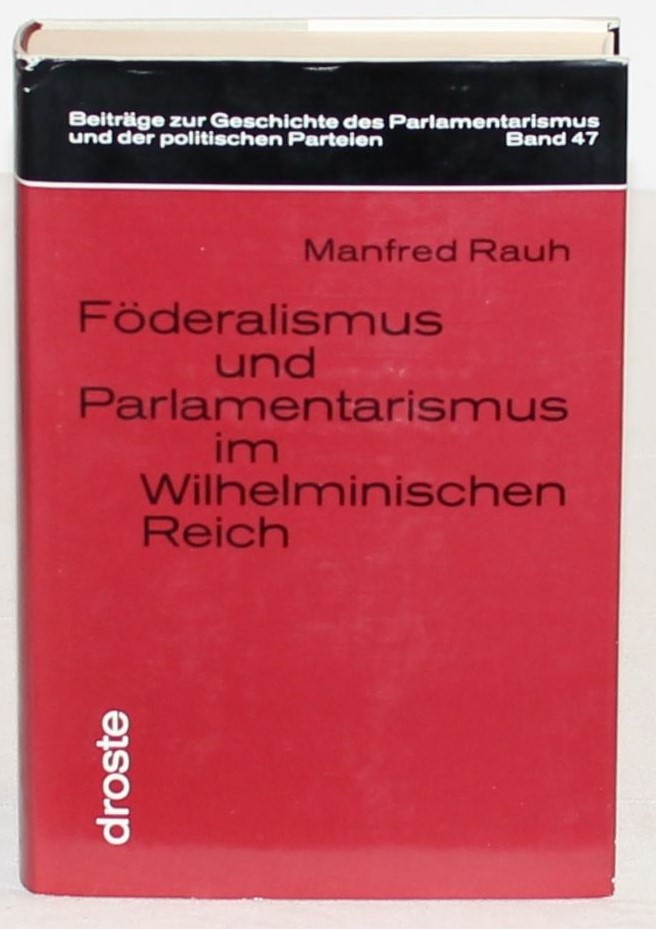 Beiträge zur Geschichte des Parlamentarismus
und der politischen Parteien Band 47
Manfred Rauh
Föderalismus
und
Parlamentarismus
im
Wilhelminischen
Reich
droste